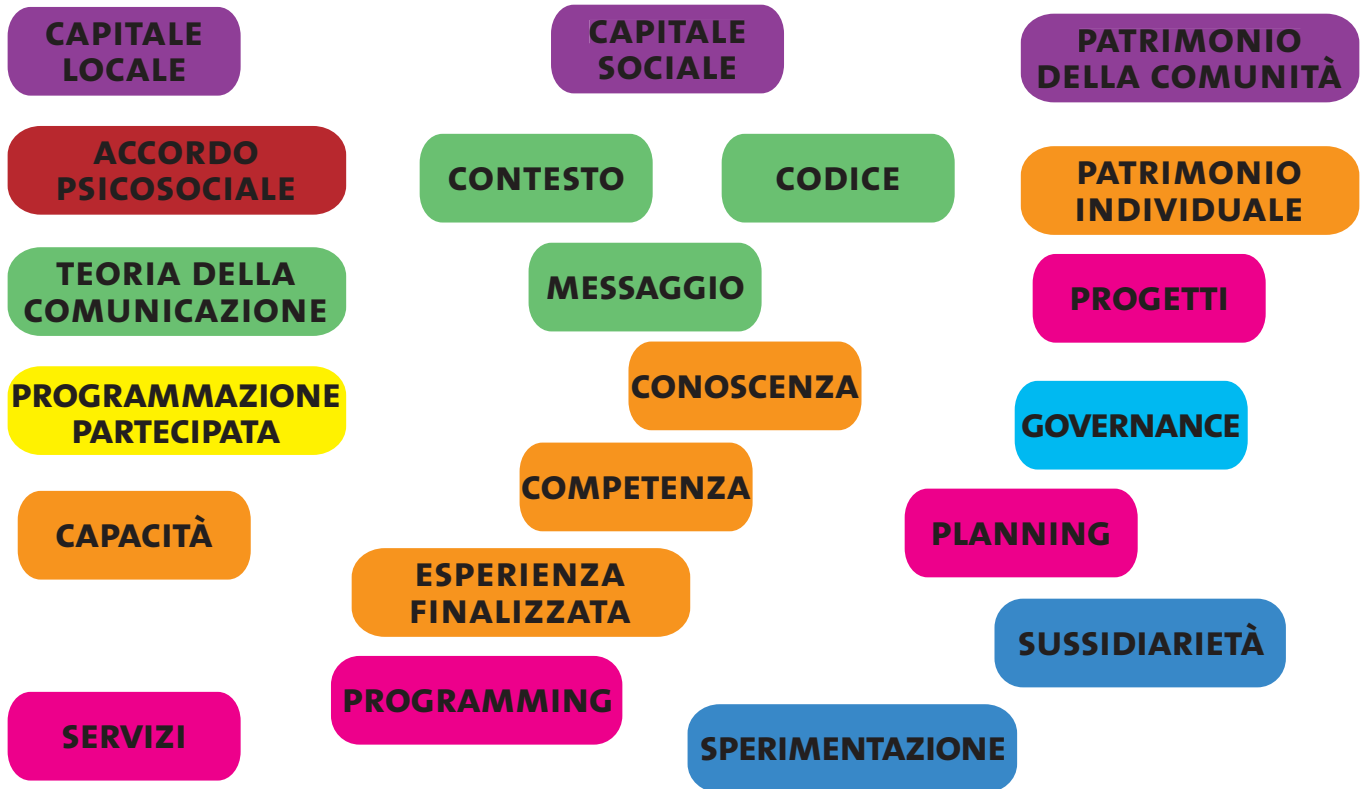 CAPITALE
LOCALE
CAPITALE
SOCIALE
PATRIMONIO
DELLA COMUNITÀ
ACCORDO
PSICOSOCIALE
CONTESTO
CODICE
PATRIMONIO
INDIVIDUALE
TEORIA DELLA
COMUNICAZIONE
MESSAGGIO
PROGETTI
PROGRAMMAZIONE
PARTECIPATA
CONOSCENZA
GOVERNANCE
CAPACITÀ
COMPETENZA
PLANNING
ESPERIENZA
FINALIZZATA
SUSSIDIARIETÀ
SERVIZI
PROGRAMMING
SPERIMENTAZIONE